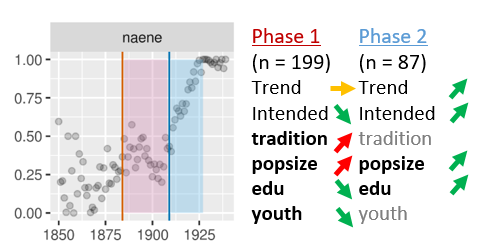 naene
1.00
0.75
0.50
0.25
0.00
1850 1875 1900 1925
Phase 1 Phase 2
(n = 199) (n = 87)
Trend Trend
Intended Intended
tradition tradition
popsize popsize
edu edu
youth youth